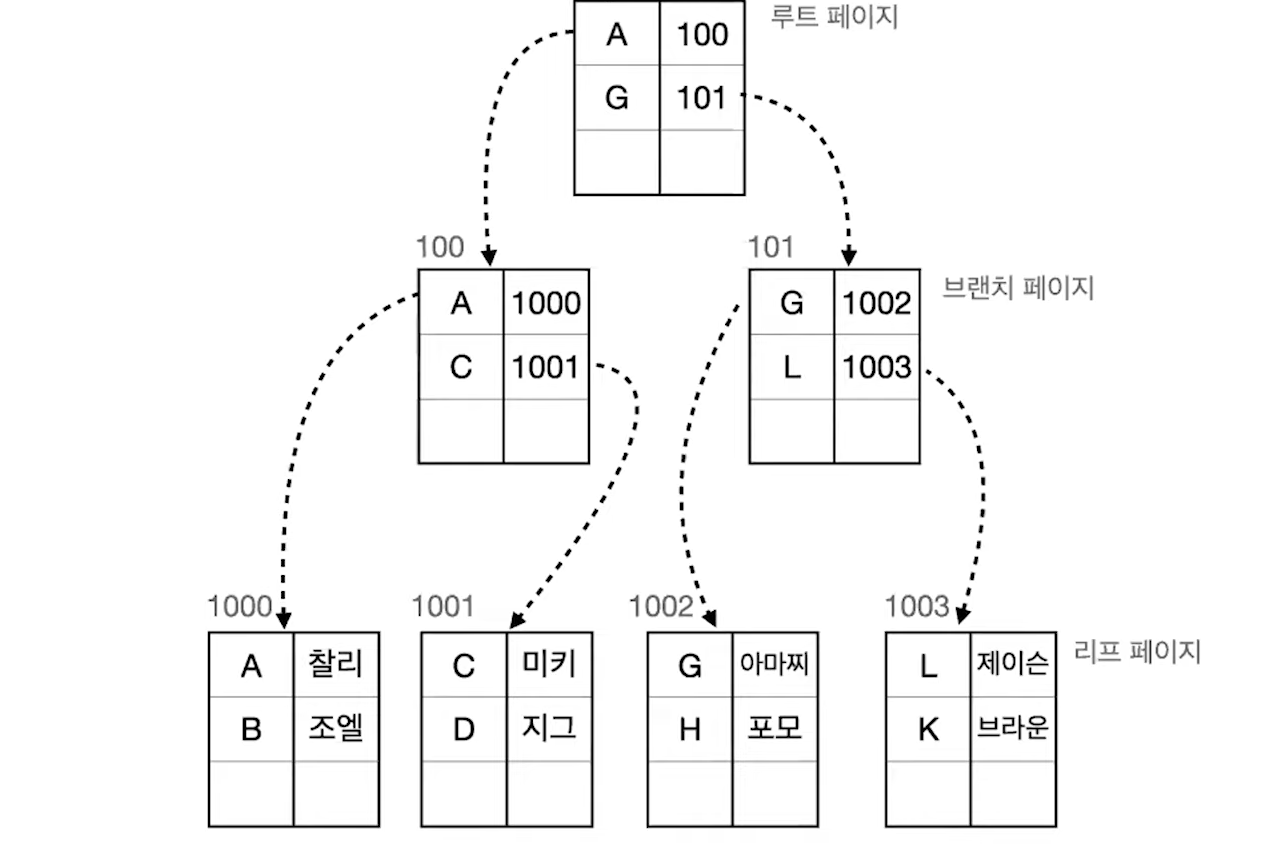 루트 페이지
A 100
G 101
100
A 1000
C 1001
101
G 1002
L 1003
브랜치 페이지
1000
A 찰리
B 조엘
1001
C 미키
D 지그
1002
G 아마찌
H 포모
1003
L 제이슨
K 브라운
리프 페이지